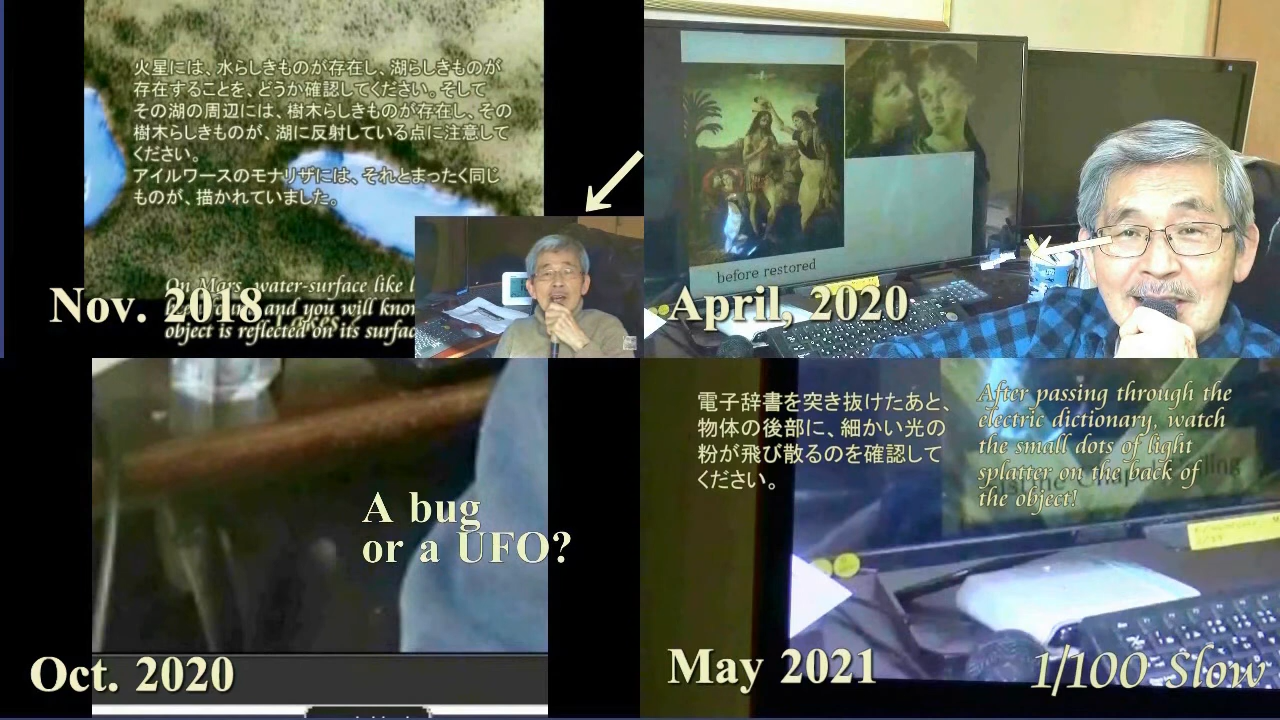 火星には、水らしきものが存在し、湖らしきものが
存在することを、どうか確認してください。そして
その湖の周辺には、樹木らしきものが存在し、その
樹木らしきものが、湖に反射している点に注意して
ください。
アイルワースのモナリザには、それとまったく同じ
ものが、描かれていました。
On Mars, water-surface like l
and you will know
object is reflected on its surfac
Nov. 2018
before restored
April, 2020
A bug
or a UFO?
Oct. 2020
電子辞書を突き抜けたあと、
物体の後部に、細かい光の
粉が飛び散るのを確認して
ください。
After passing through the
electric dictionary, watch
the small dots of light
splatter on the back of
the object!
May 2021
1/100 Slow